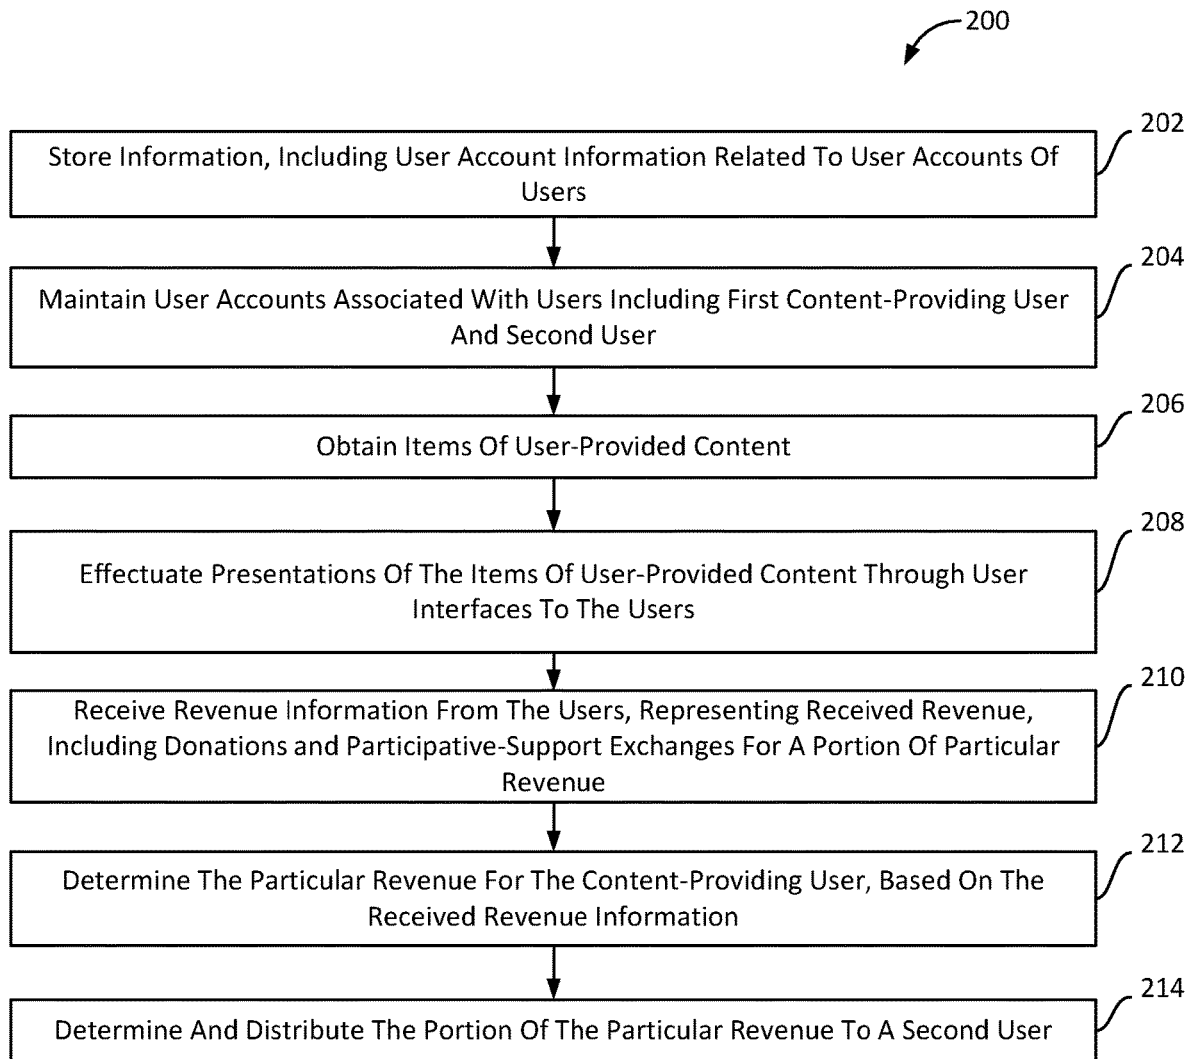 200
202
Store Information, Including User Account Information Related To User Accounts Of
Users
204
Maintain User Accounts Associated With Users Including First Content-Providing User
And Second User
206
Obtain Items Of User-Provided Content
208
Effectuate Presentations Of The Items Of User-Provided Content Through User
Interfaces To The Users
210
Receive Revenue Information From The Users, Representing Received Revenue,
Including Donations and Participative-Support Exchanges For A Portion Of Particular
Revenue
212
Determine The Particular Revenue For The Content-Providing User, Based On The
Received Revenue Information
214
Determine And Distribute The Portion Of The Particular Revenue To A Second User